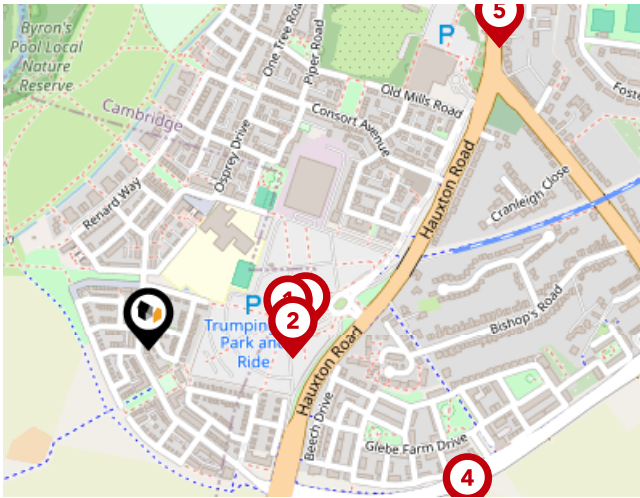 Byron's
Pool Local
Nature
Reserve
5
P
One Tree Road
Piper Road
Old Mills Road
Foste
Cambridge
Consort Avenue
Osprey Drive
Renard Way
Hauxton Road
Cranleigh Close
P
2
Trumping
Park and
Ride
Bishop's Road
Hauxton Road
Beech Drive
Glebe Farm Drive
4